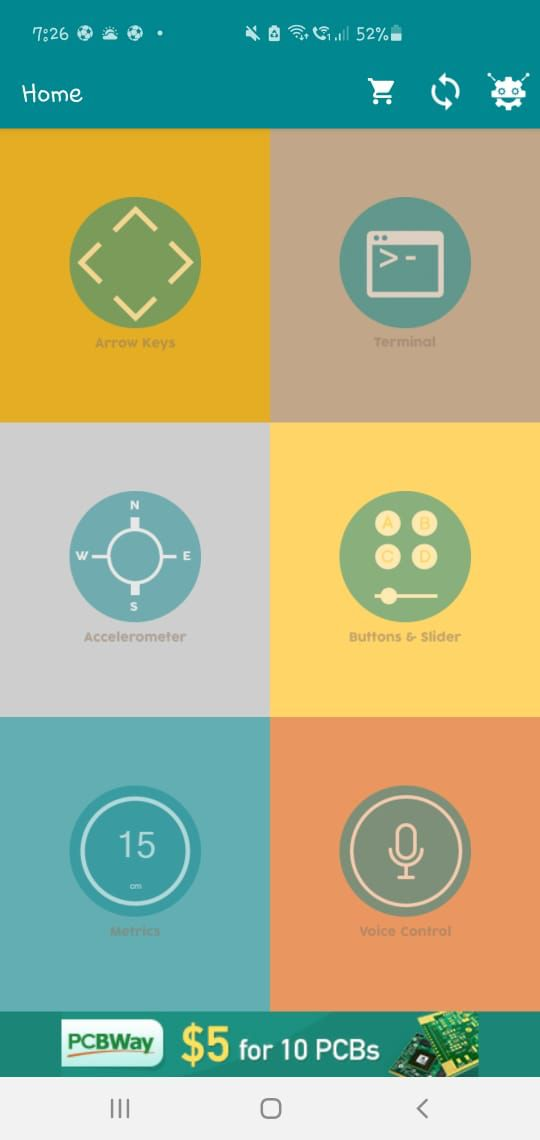 7:26
52%
Home
Arrow Keys
Terminal
>-
N
W E
S
Accelerometer
A B
C D
Buttons & Slider
15
cm
Metrics
Voice Control
PCBWay $5 for 10 PCBs